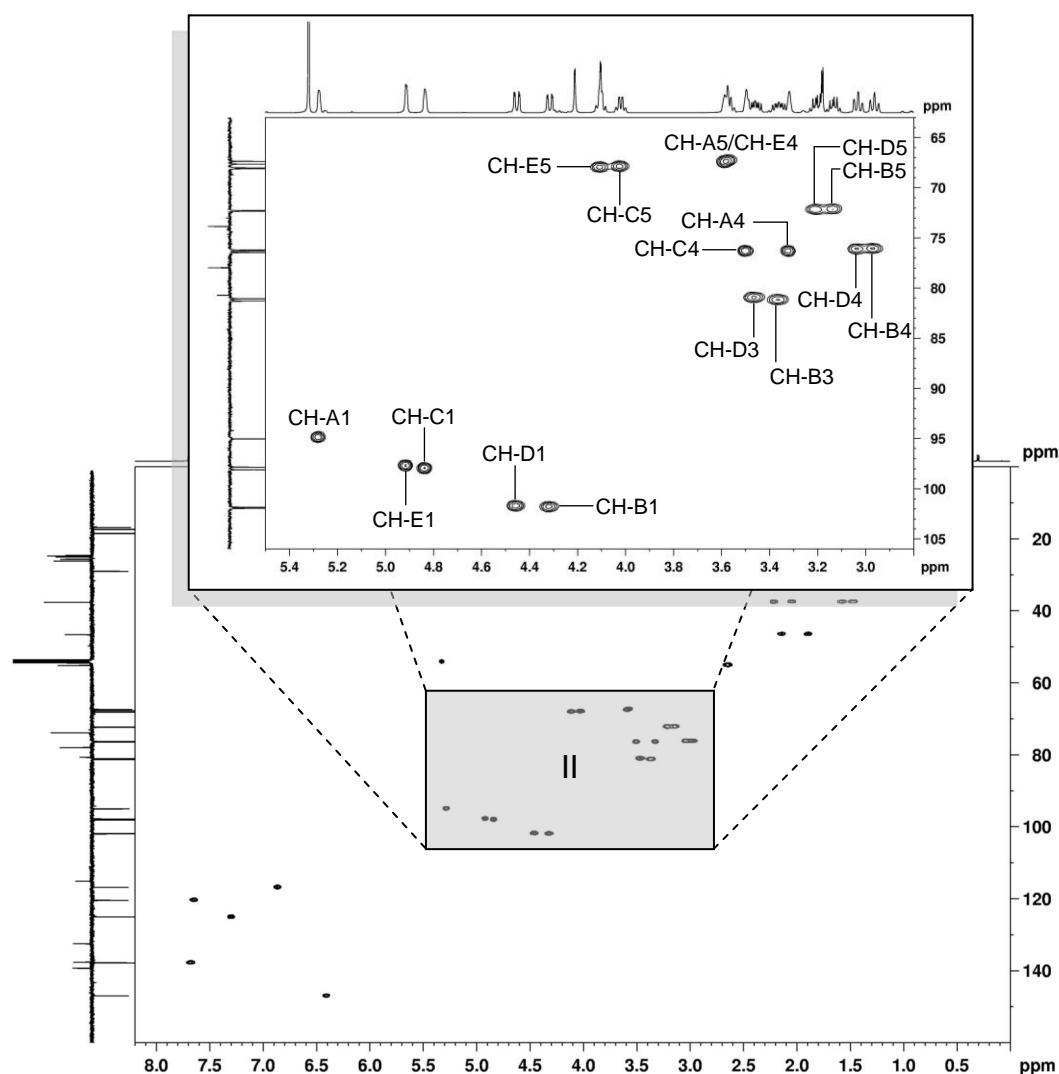 ppm
65
CH-A5/CH-E4
CH-D5
CH-E5
CH-B5
70
CH-C5
CH-A4
75
CH-C4
80
CH-D4
CH-D3
85
CH-B4
CH-B3
90
CH-A1
CH-C1
95
CH-D1
100
CH-E1
CH-B1
105
5.4 5.2 5.0 4.8 4.6 4.4 4.2 4.0 3.8 3.6 3.4 3.2 3.0 ppm
ppm
20
40
60
II
80
100
120
140
8.0 7.5 7.0 6.5 6.0 5.5 5.0 4.5 4.0 3.5 3.0 2.5 2.0 1.5 1.0 0.5 ppm